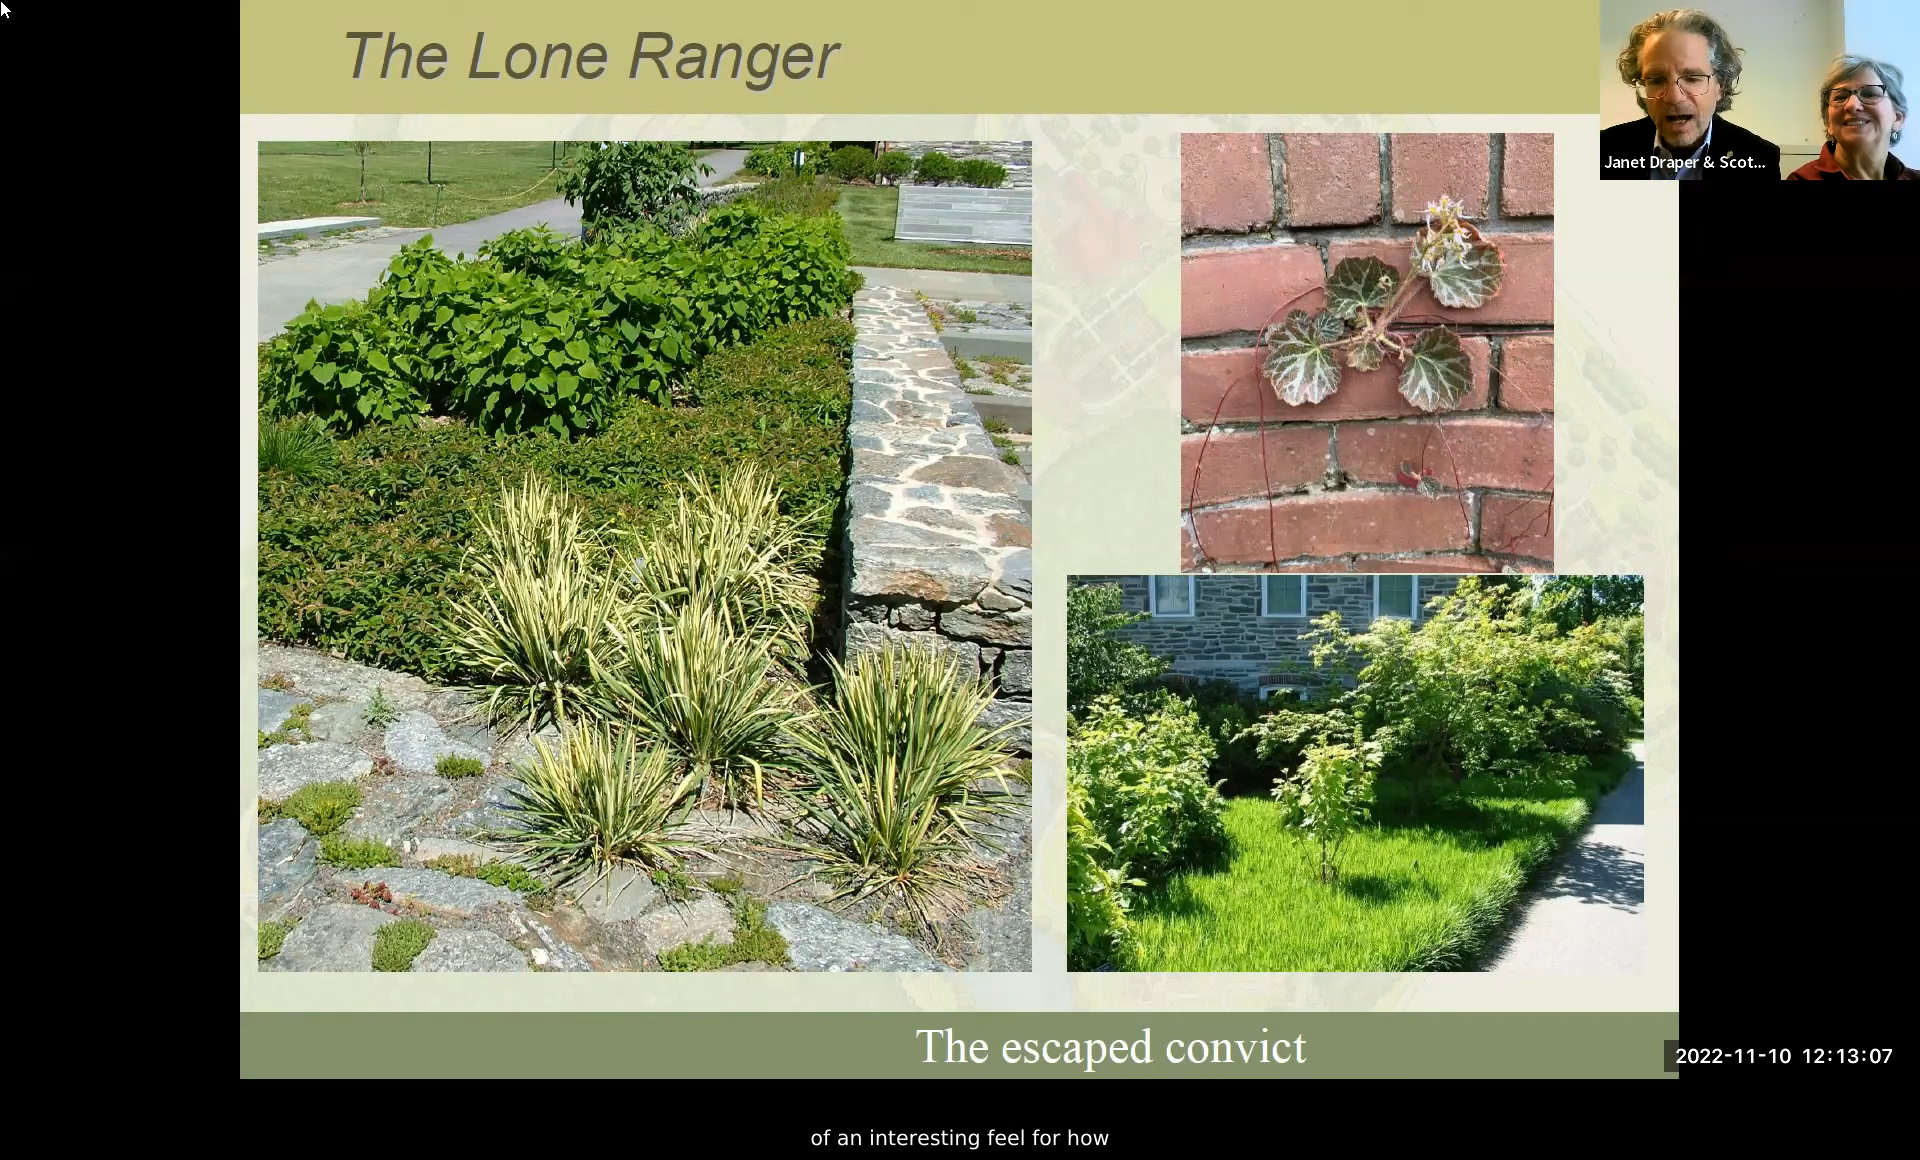 The Lone Ranger
Janet Draper & Scot...
The escaped convict
2022-11-10 12:13:07
of an interesting feel for how